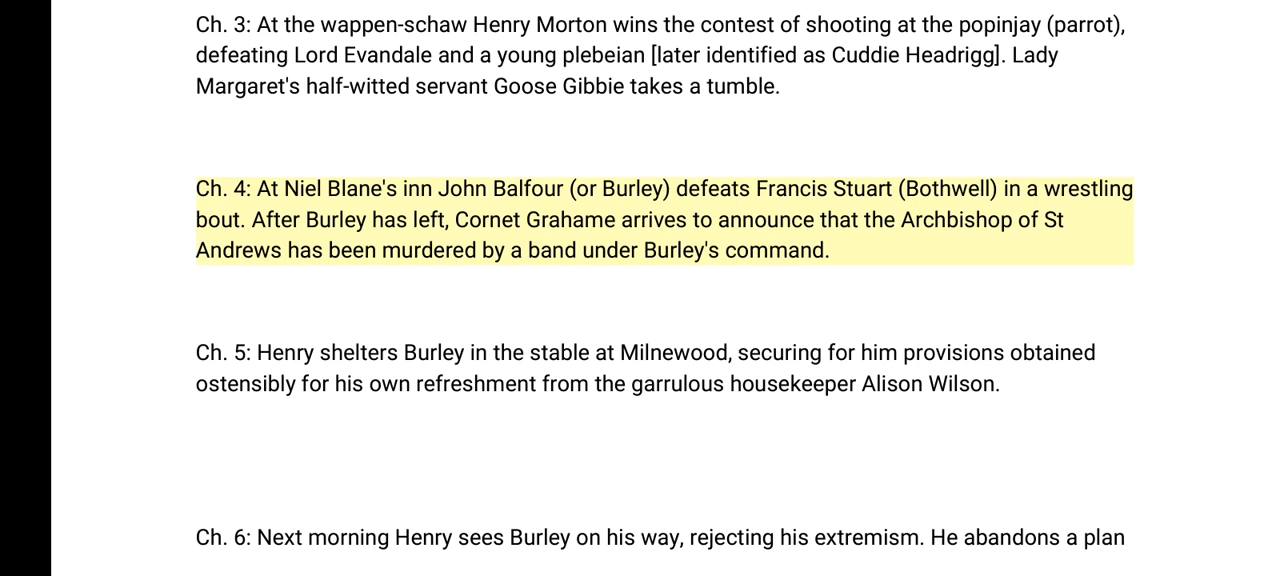 Ch. 3: At the wappen-schaw Henry Morton wins the contest of shooting at the popinjay (parrot),
defeating Lord Evandale and a young plebeian [later identified as Cuddie Headrigg]. Lady
Margaret's half-witted servant Goose Gibbie takes a tumble.
Ch. 4: At Niel Blane's inn John Balfour (or Burley) defeats Francis Stuart (Bothwell) in a wrestling
bout. After Burley has left, Cornet Grahame arrives to announce that the Archbishop of St
Andrews has been murdered by a band under Burley's command.
Ch. 5: Henry shelters Burley in the stable at Milnewood, securing for him provisions obtained
ostensibly for his own refreshment from the garrulous housekeeper Alison Wilson.
Ch. 6: Next morning Henry sees Burley on his way, rejecting his extremism. He abandons a plan